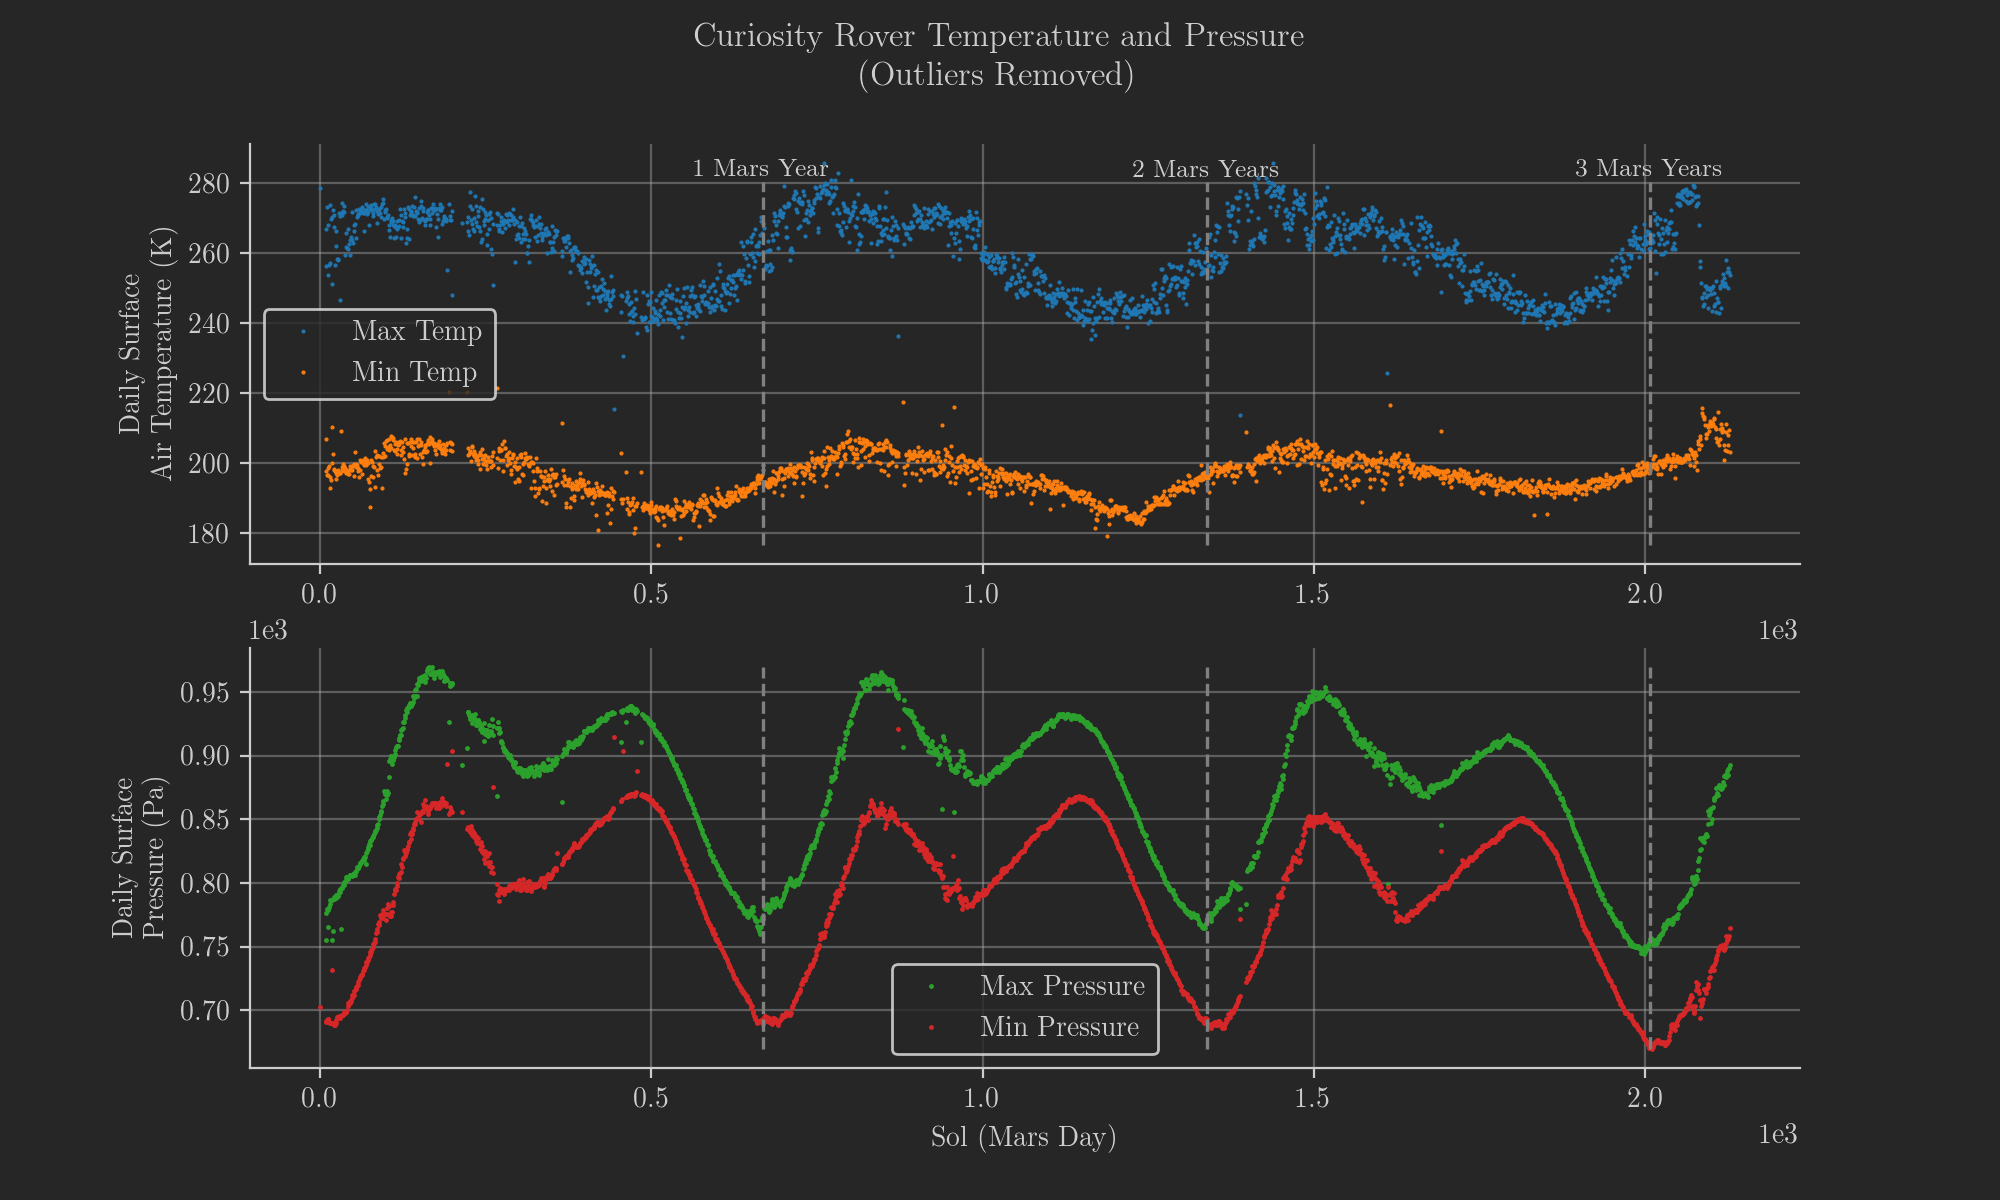 Curiosity Rover Temperature and Pressure
(Outliers Removed)
1 Mars Year
2 Mars Years
3 Mars Years
280
260
240
220
200
180
Daily Surface
Air Temperature (K)
Max Temp
Min Temp
0.0
0.5
1.0
1.5
2.0
1e3
1e3
0.95
0.90
0.85
0.80
0.75
0.70
Daily Surface
Pressure (Pa)
Max Pressure
Min Pressure
0.0
0.5
1.0
1.5
2.0
Sol (Mars Day)
1e3